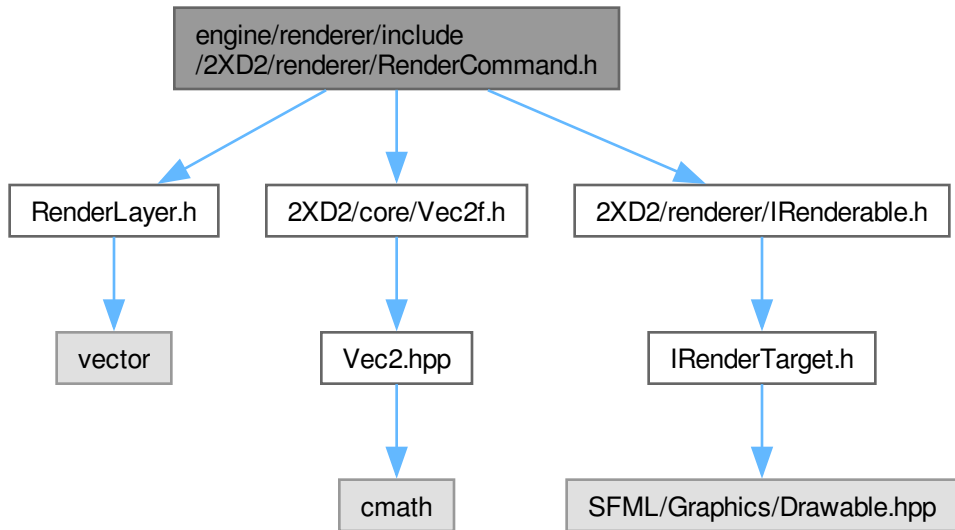 engine/renderer/include
/2XD2/renderer/RenderCommand.h
RenderLayer.h
2XD2/core/Vec2f.h
2XD2/renderer/IRenderable.h
vector
Vec2.hpp
IRenderTarget.h
cmath
SFML/Graphics/Drawable.hpp